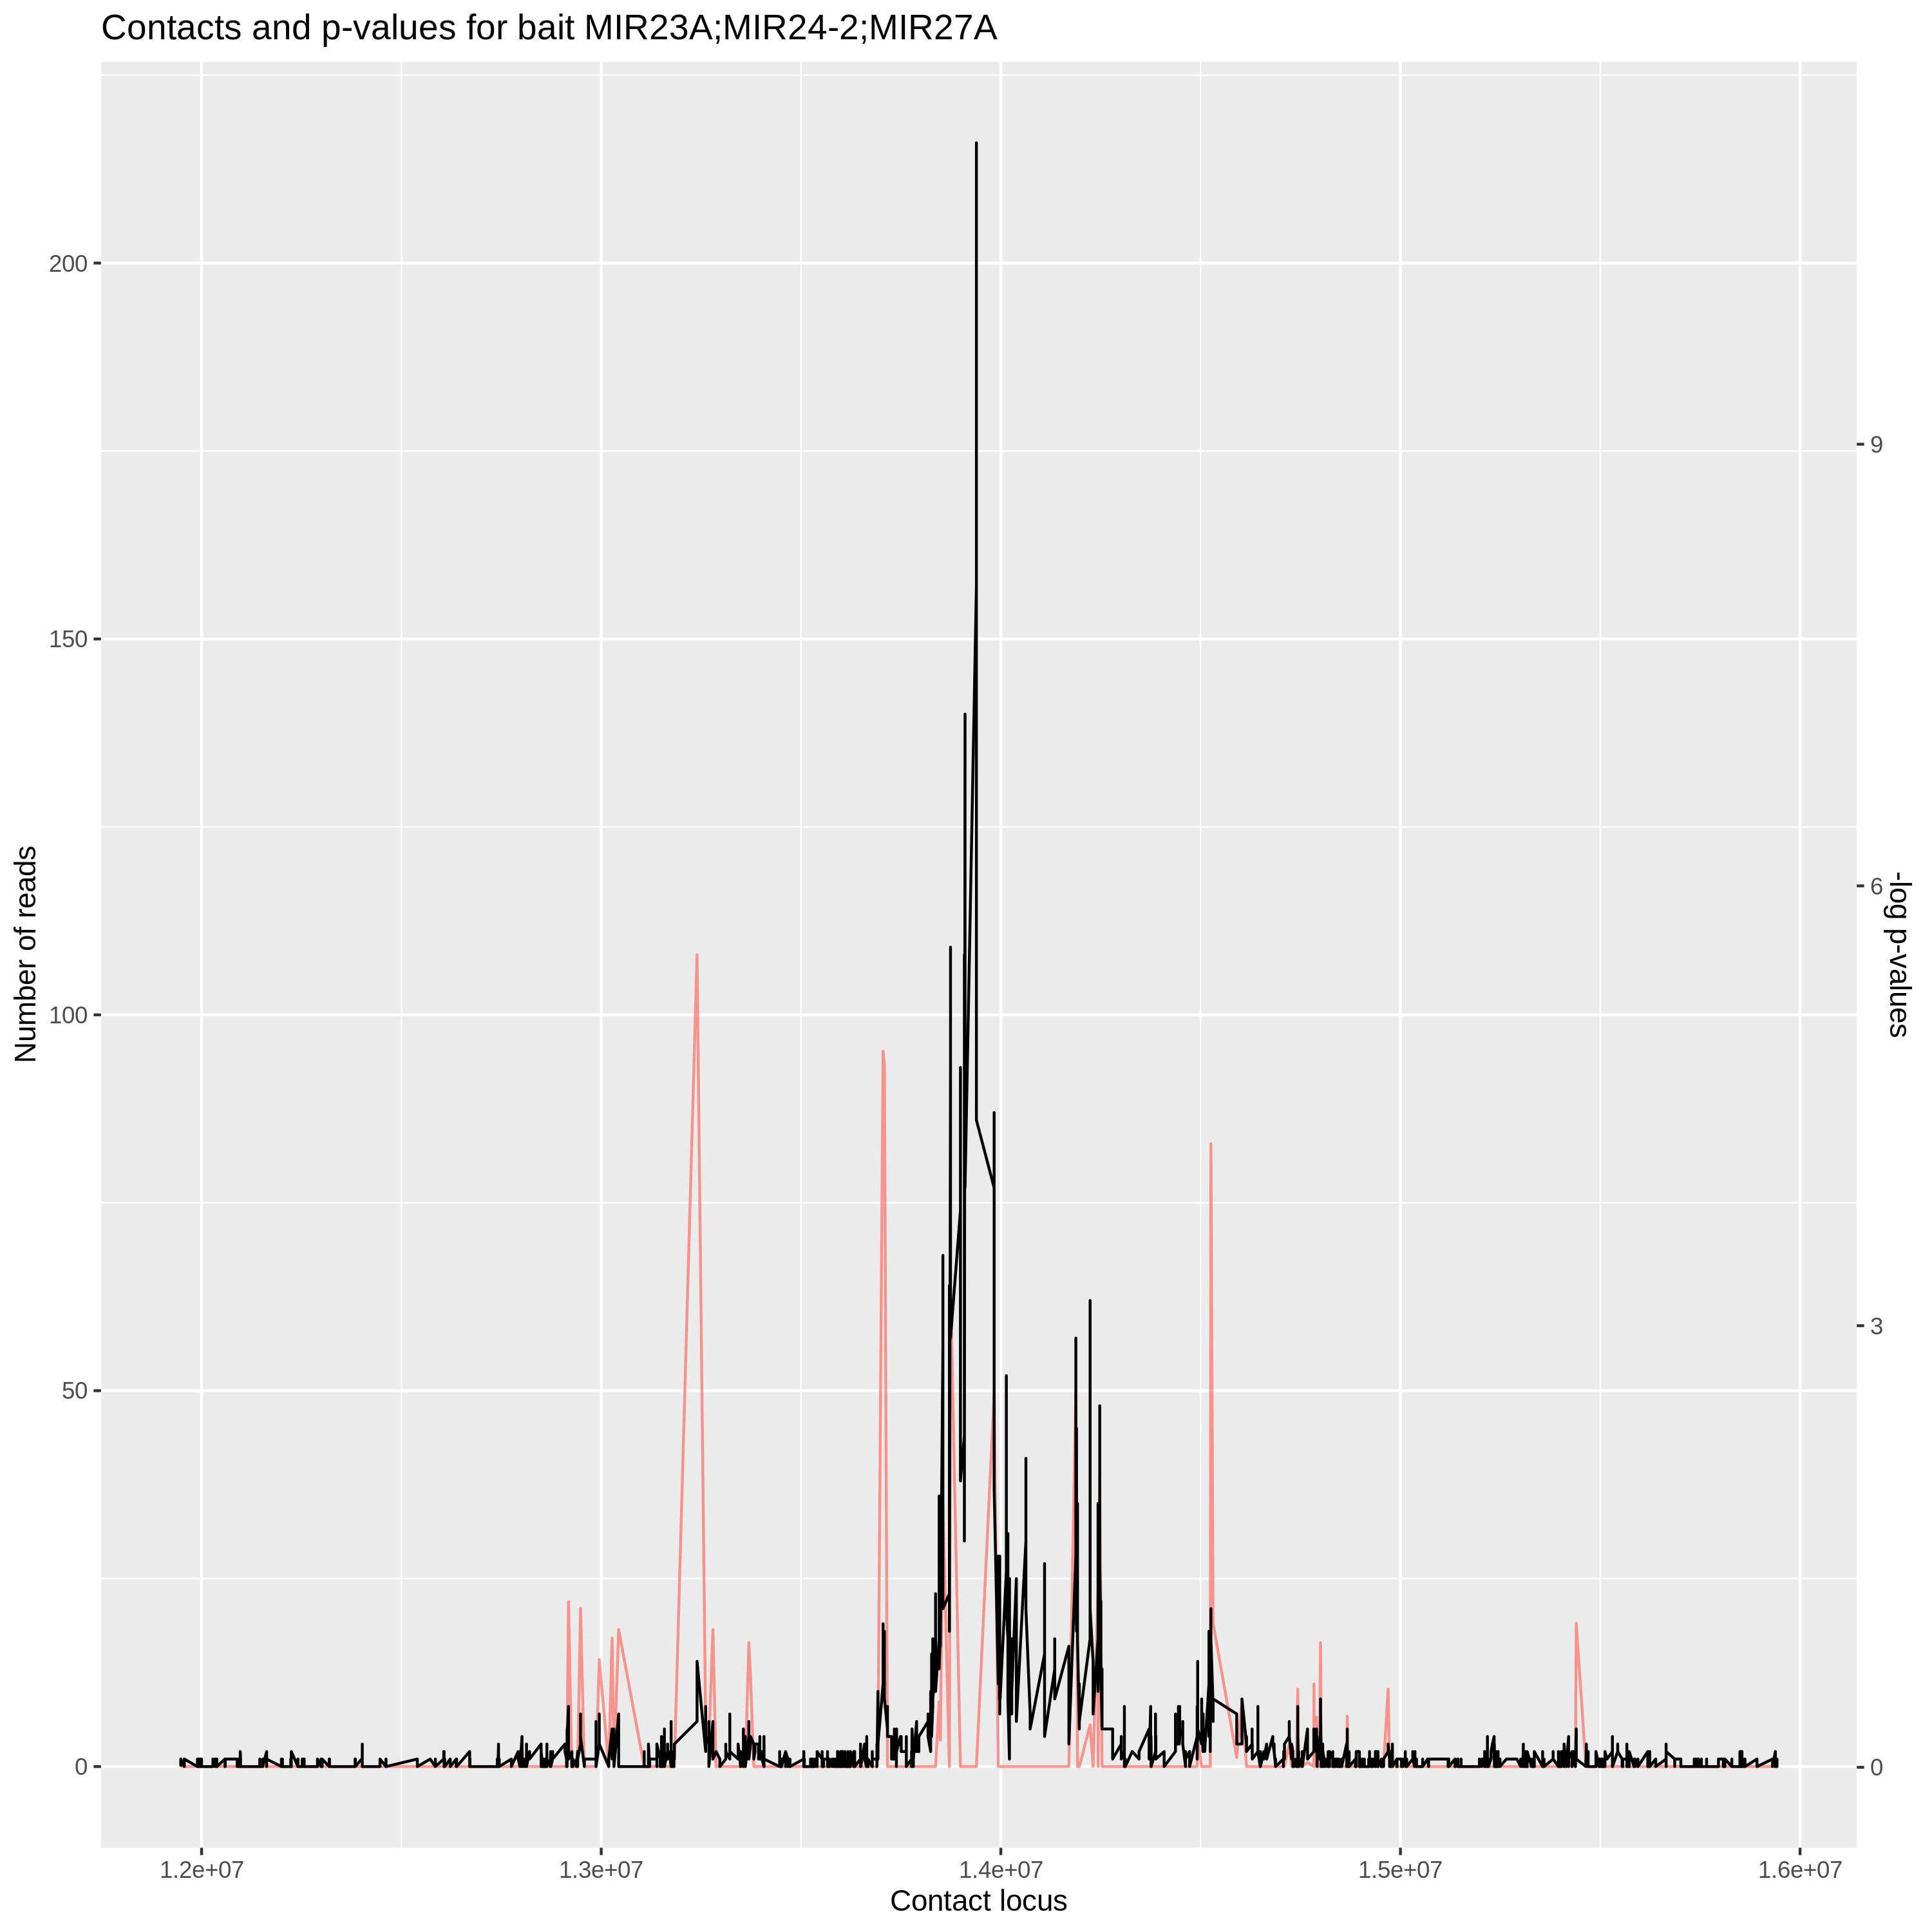 Contacts and p-values for bait MIR23A;MIR24-2;MIR27A
Number of reads
200
150
100
50
0
9
6
3
0
-log p-values
1.2e+07
1.3e+07
1.4e+07
1.5e+07
1.6e+07
Contact locus